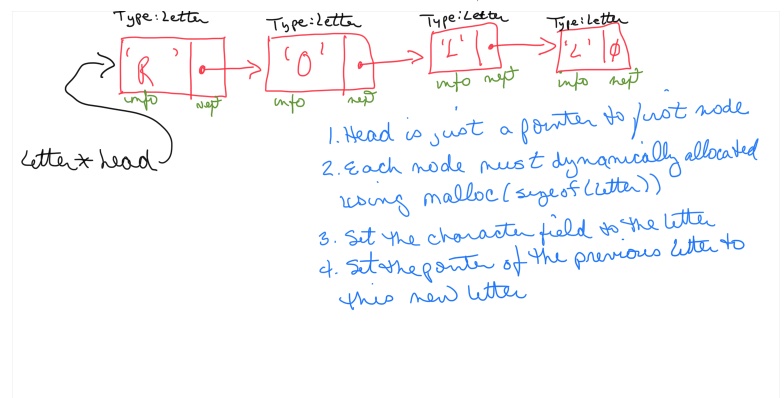 Type:Letter Type:Letter Type:Letter Type:Letter
'R' 'O' 'L' 'L' ø
info next info next info next info next
Letter* head
1. Head is just a pointer to first node
2. Each node must dynamically allocated
using malloc(sizeof(Letter))
3. Set the character field to the letter
4. Set the pointer of the previous letter to
this new letter